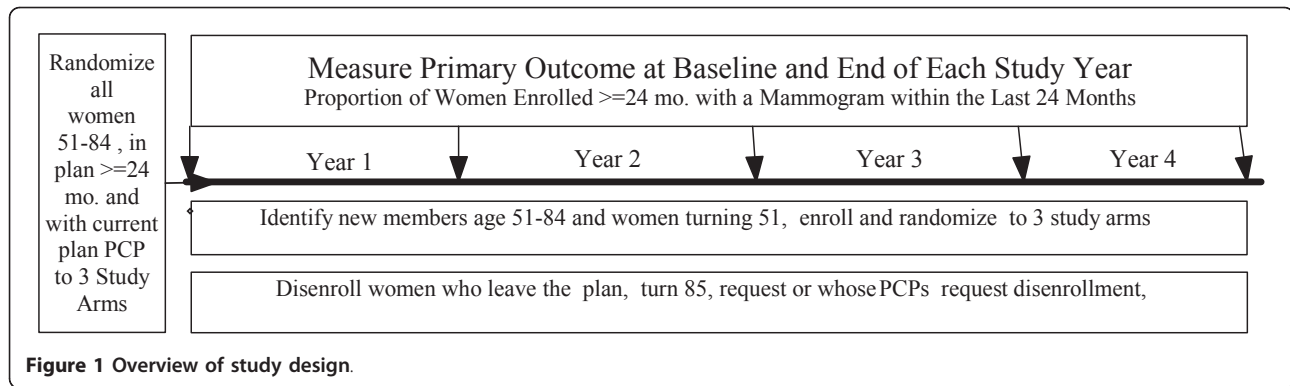 Randomize
all
women
51-84 , in
plan >=24
mo. and
with current
plan PCP
to 3 Study
Arms
Measure Primary Outcome at Baseline and End of Each Study Year
Proportion of Women Enrolled >=24 mo. with a Mammogram within the Last 24 Months
Year 1 Year 2 Year 3 Year 4
Identify new members age 51-84 and women turning 51, enroll and randomize to 3 study arms
Disenroll women who leave the plan, turn 85, request or whose PCPs request disenrollment,
Figure 1 Overview of study design.